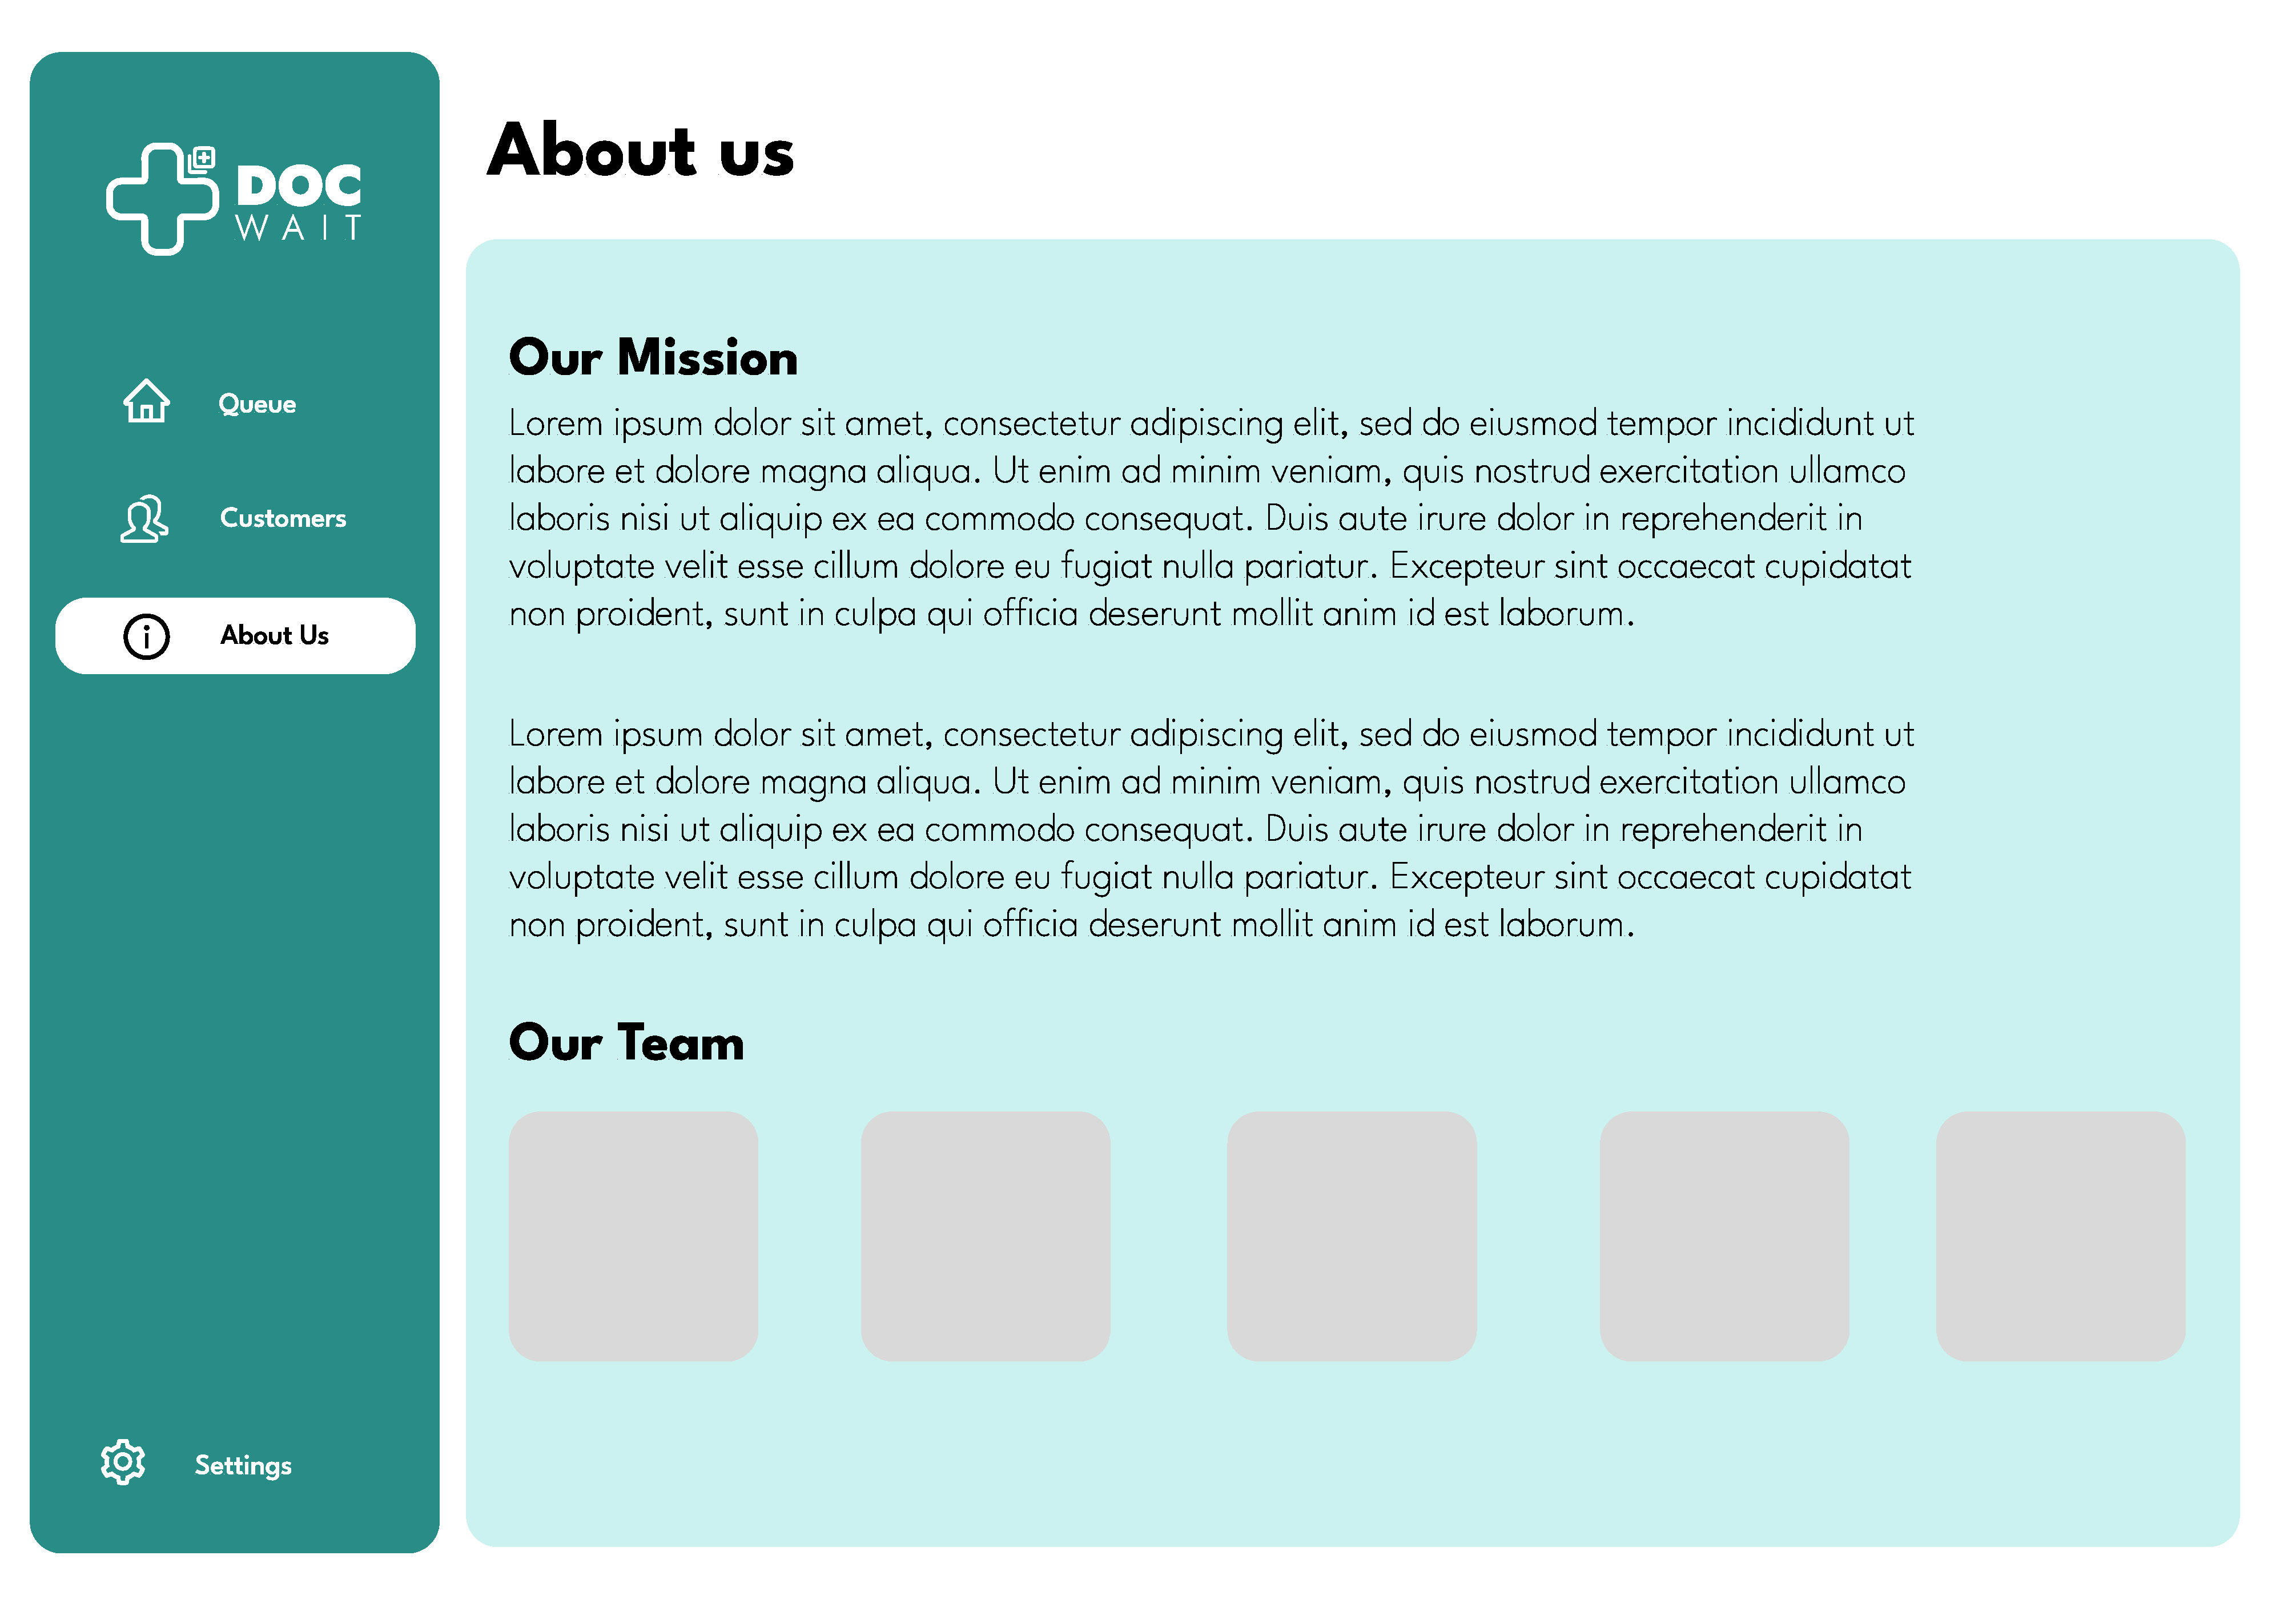 DOC
WAIT
Queue
Customers
About Us
Settings
About us
Our Mission
Lorem ipsum dolor sit amet, consectetur adipiscing elit, sed do eiusmod tempor incididunt ut
labore et dolore magna aliqua. Ut enim ad minim veniam, quis nostrud exercitation ullamco
laboris nisi ut aliquip ex ea commodo consequat. Duis aute irure dolor in reprehenderit in
voluptate velit esse cillum dolore eu fugiat nulla pariatur. Excepteur sint occaecat cupidatat
non proident, sunt in culpa qui officia deserunt mollit anim id est laborum.
Lorem ipsum dolor sit amet, consectetur adipiscing elit, sed do eiusmod tempor incididunt ut
labore et dolore magna aliqua. Ut enim ad minim veniam, quis nostrud exercitation ullamco
laboris nisi ut aliquip ex ea commodo consequat. Duis aute irure dolor in reprehenderit in
voluptate velit esse cillum dolore eu fugiat nulla pariatur. Excepteur sint occaecat cupidatat
non proident, sunt in culpa qui officia deserunt mollit anim id est laborum.
Our Team